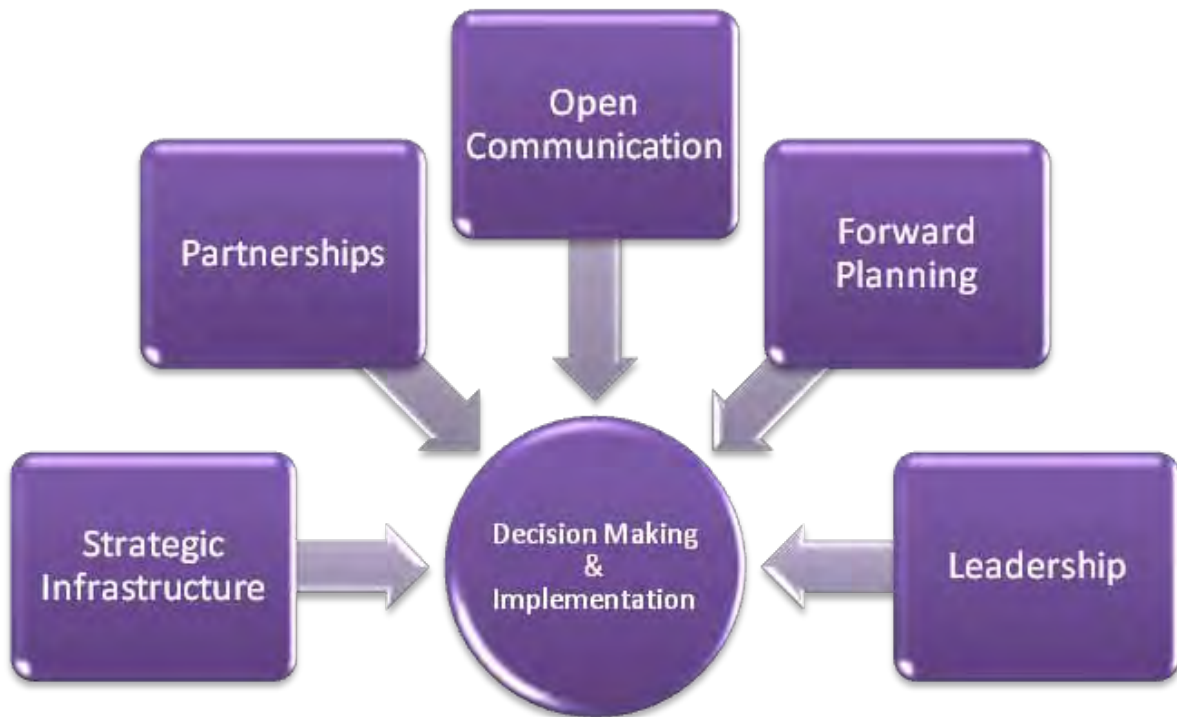 Open
Communication
Partnerships
Forward
Planning
Strategic
Infrastructure
Decision Making
&
Implementation
Leadership